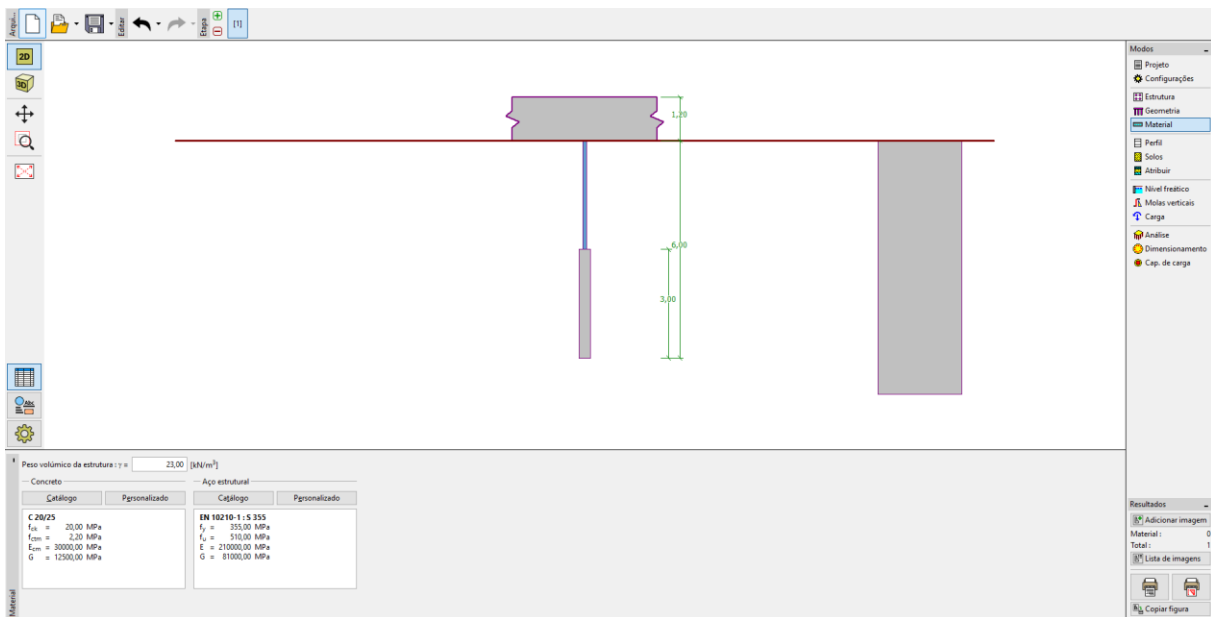 Arqui...
Editar
Etapa
[1]
2D
3D
Abc
1,20
6,00
3,00
Modos
Projeto
Configurações
Estrutura
Geometria
Material
Perfil
Solos
Atribuir
Nível freático
Molas verticais
Carga
Análise
Dimensionamento
Cap. de carga
Peso volúmico da estrutura : γ = 23,00 [kN/m³]
Concreto
Catálogo Personalizado
C 20/25
fck = 20,00 MPa
fctm = 2,20 MPa
Ecm = 30000,00 MPa
G = 12500,00 MPa
Aço estrutural
Catálogo Personalizado
EN 10210-1 : S 355
fy = 355,00 MPa
fu = 510,00 MPa
E = 210000,00 MPa
G = 81000,00 MPa
Material
Resultados
Adicionar imagem
Material : 0
Total : 1
Lista de imagens
Copiar figura